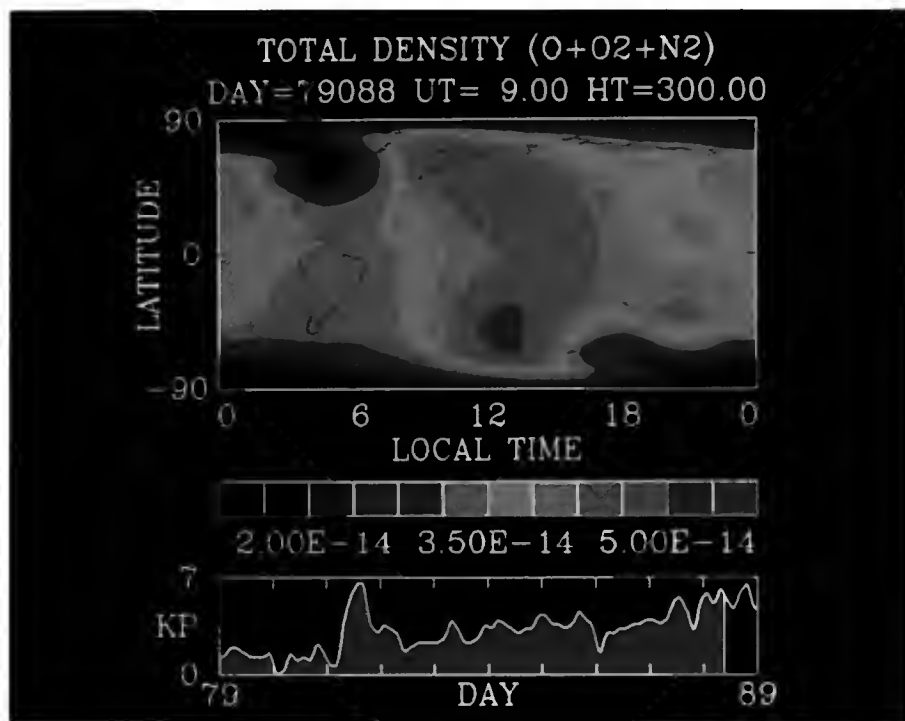 TOTAL DENSITY (O+O2+N2)
DAY=79088 UT= 9.00 HT=300.00
90
LATITUDE
0
-90
0 6 12 18 0
LOCAL TIME
2.00E-14 3.50E-14 5.00E-14
7
KP
0
79 DAY 89